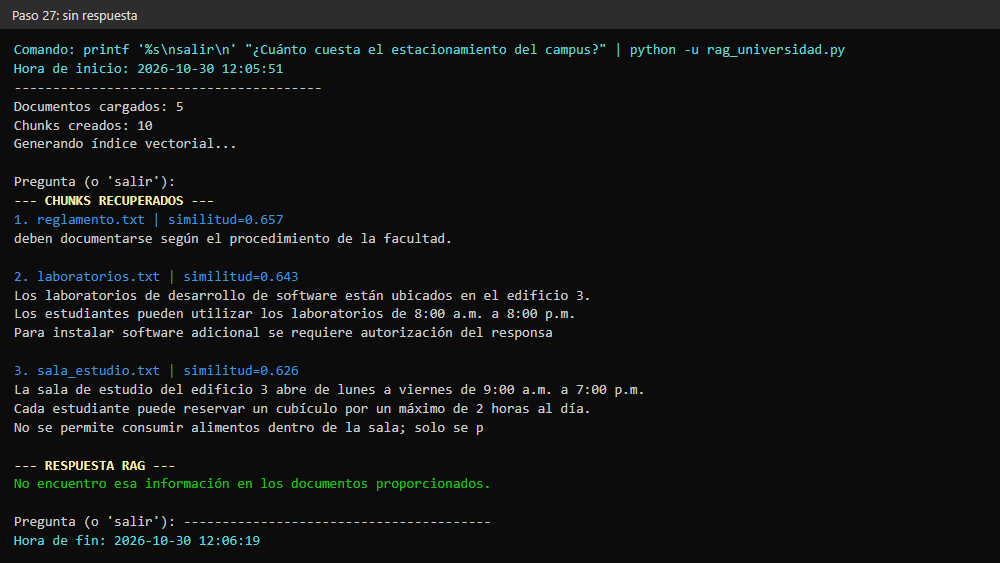 Paso 27: sin respuesta
Comando: printf '%s\nsalir\n' "¿Cuánto cuesta el estacionamiento del campus?" | python -u rag_universidad.py
Hora de inicio: 2026-10-30 12:05:51
----------------------------------------
Documentos cargados: 5
Chunks creados: 10
Generando índice vectorial...
Pregunta (o 'salir'):
--- CHUNKS RECUPERADOS ---
1. reglamento.txt | similitud=0.657
deben documentarse según el procedimiento de la facultad.
2. laboratorios.txt | similitud=0.643
Los laboratorios de desarrollo de software están ubicados en el edificio 3.
Los estudiantes pueden utilizar los laboratorios de 8:00 a.m. a 8:00 p.m.
Para instalar software adicional se requiere autorización del responsa
3. sala_estudio.txt | similitud=0.626
La sala de estudio del edificio 3 abre de lunes a viernes de 9:00 a.m. a 7:00 p.m.
Cada estudiante puede reservar un cubículo por un máximo de 2 horas al día.
No se permite consumir alimentos dentro de la sala; solo se p
--- RESPUESTA RAG ---
No encuentro esa información en los documentos proporcionados.
Pregunta (o 'salir'): ----------------------------------------
Hora de fin: 2026-10-30 12:06:19